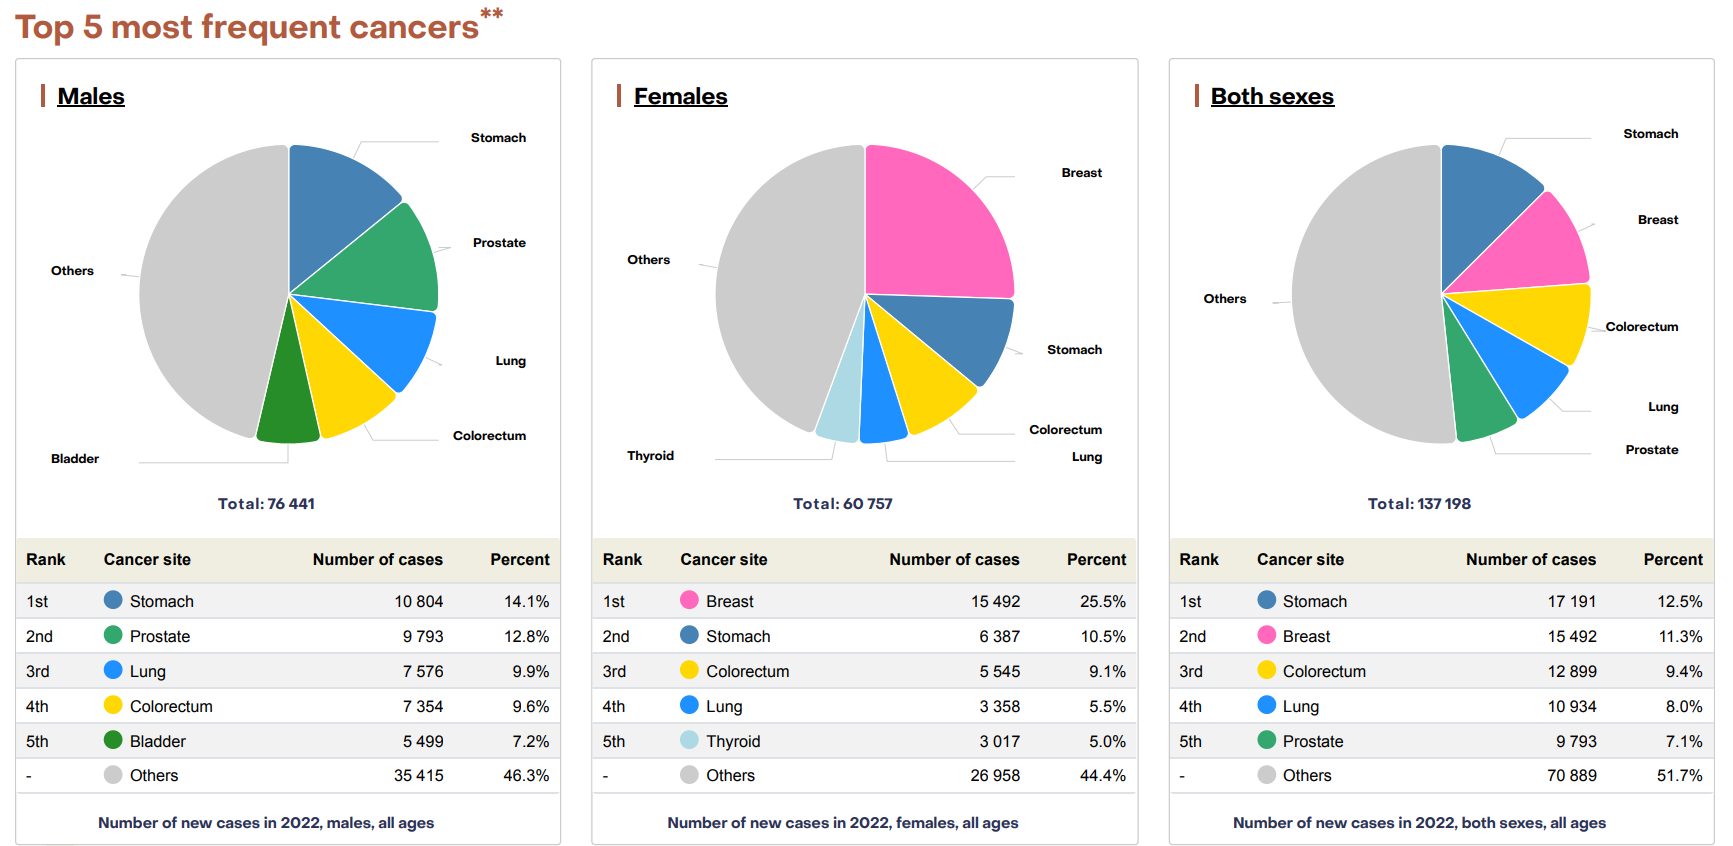 Top 5 most frequent cancers**
Males
Stomach
Prostate
Others
Lung
Colorectum
Bladder
Total: 76 441
Rank Cancer site Number of cases Percent
1st Stomach 10 804 14.1%
2nd Prostate 9 793 12.8%
3rd Lung 7 576 9.9%
4th Colorectum 7 354 9.6%
5th Bladder 5 499 7.2%
- Others 35 415 46.3%
Number of new cases in 2022, males, all ages
Females
Breast
Others
Stomach
Colorectum
Thyroid
Lung
Total: 60 757
Rank Cancer site Number of cases Percent
1st Breast 15 492 25.5%
2nd Stomach 6 387 10.5%
3rd Colorectum 5 545 9.1%
4th Lung 3 358 5.5%
5th Thyroid 3 017 5.0%
- Others 26 958 44.4%
Number of new cases in 2022, females, all ages
Both sexes
Stomach
Breast
Others
Colorectum
Lung
Prostate
Total: 137 198
Rank Cancer site Number of cases Percent
1st Stomach 17 191 12.5%
2nd Breast 15 492 11.3%
3rd Colorectum 12 899 9.4%
4th Lung 10 934 8.0%
5th Prostate 9 793 7.1%
- Others 70 889 51.7%
Number of new cases in 2022, both sexes, all ages